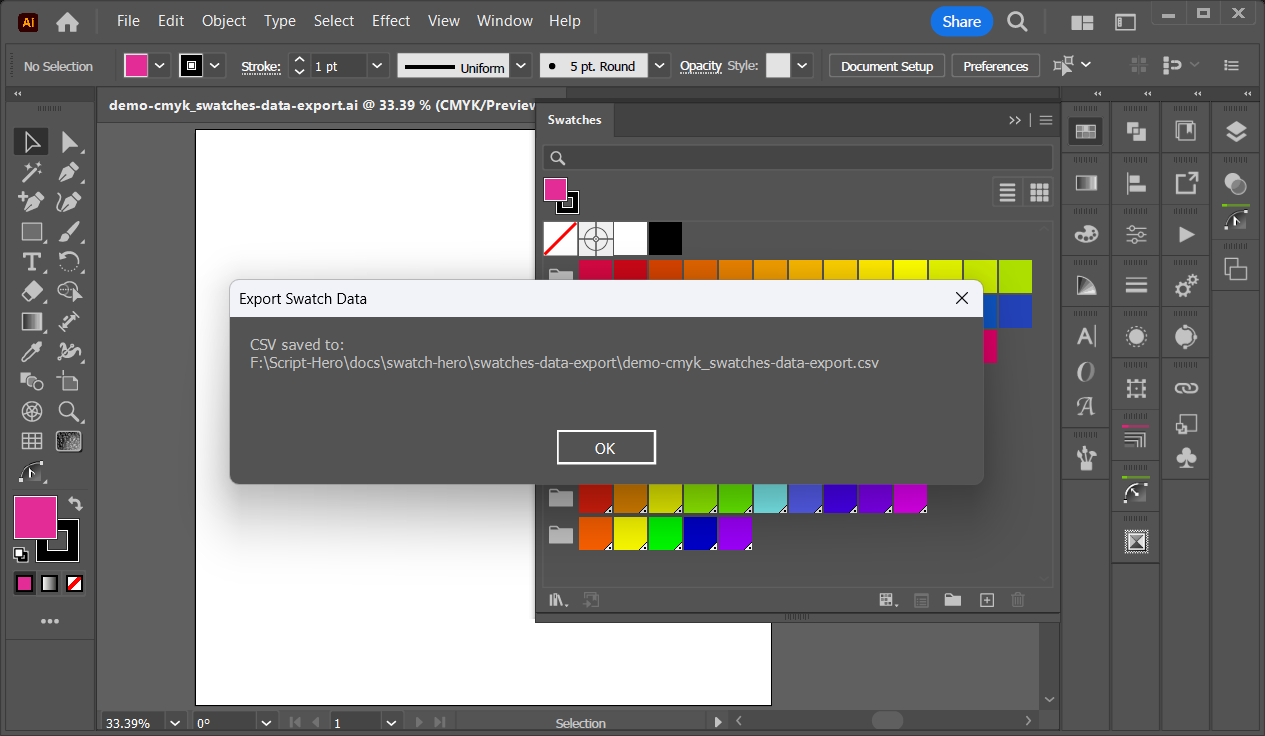 Ai File Edit Object Type Select Effect View Window Help Share
No Selection Stroke: 1 pt Uniform 5 pt. Round Opacity Style: Document Setup Preferences
demo-cmyk_swatches-data-export.ai @ 33.39 % (CMYK/Preview
Swatches
Export Swatch Data
CSV saved to:
F:\Script-Hero\docs\swatch-hero\swatches-data-export\demo-cmyk_swatches-data-export.csv
OK
33.39% 0° 1 Selection